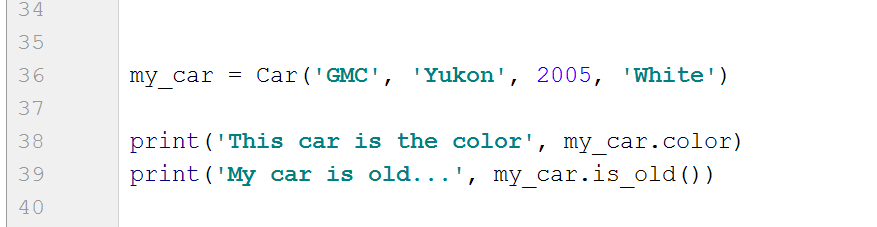 34
35
36 my_car = Car('GMC', 'Yukon', 2005, 'White')
37
38 print('This car is the color', my_car.color)
39 print('My car is old...', my_car.is_old())
40